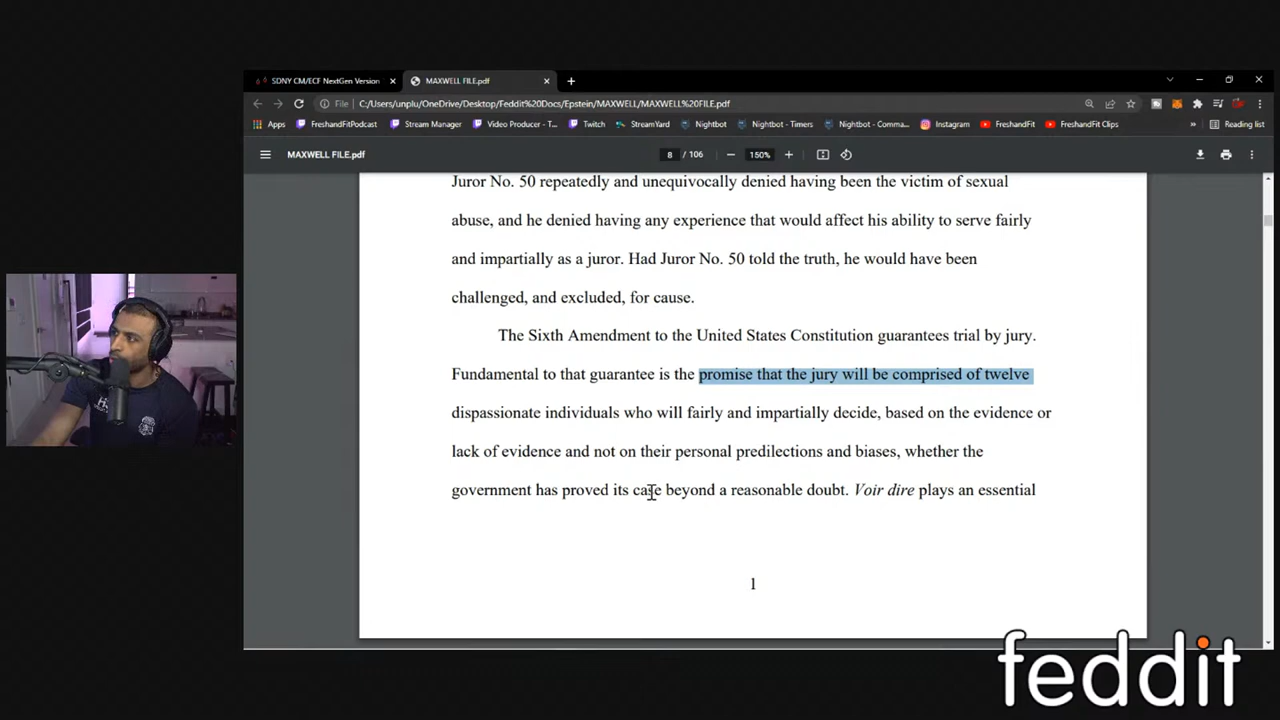 SDNY CM/ECF NextGen Version
MAXWELL FILE.pdf
File
C:/Users/unplu/OneDrive/Desktop/Feddit%20Docs/Epstein/MAXWELL/MAXWELL%20FILE.pdf
Apps FreshandFitPodcast Stream Manager Video Producer - T... Twitch StreamYard Nightbot Nightbot - Timers Nightbot - Comma... Instagram FreshandFit FreshandFit Clips » Reading list
MAXWELL FILE.pdf 8 / 106 150%
Juror No. 50 repeatedly and unequivocally denied having been the victim of sexual
abuse, and he denied having any experience that would affect his ability to serve fairly
and impartially as a juror. Had Juror No. 50 told the truth, he would have been
challenged, and excluded, for cause.
The Sixth Amendment to the United States Constitution guarantees trial by jury.
Fundamental to that guarantee is the promise that the jury will be comprised of twelve
dispassionate individuals who will fairly and impartially decide, based on the evidence or
lack of evidence and not on their personal predilections and biases, whether the
government has proved its case beyond a reasonable doubt. Voir dire plays an essential
1
feddit